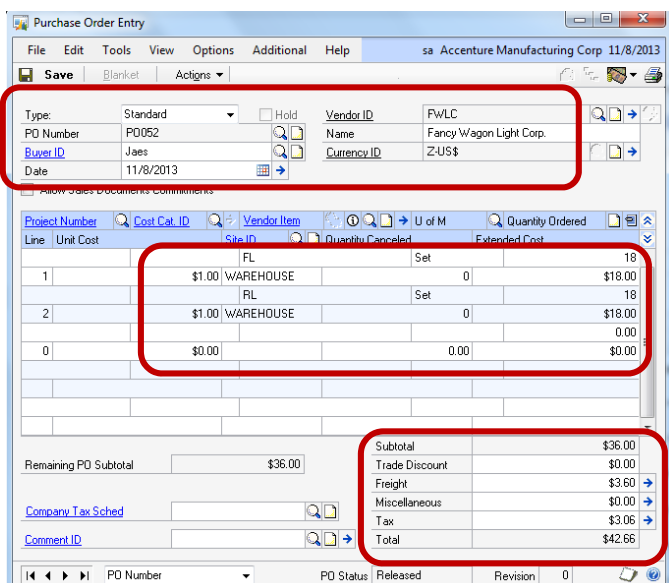 Purchase Order Entry
File Edit Tools View Options Additional Help sa Accenture Manufacturing Corp 11/8/2013
Save Blanket Actions
Type: Standard Hold Vendor ID FWLC
PO Number PO052 Name Fancy Wagon Light Corp.
Buyer ID Jaes Currency ID Z-US$
Date 11/8/2013
Allow Sales Documents Commitments
Project Number Cost Cat. ID Vendor Item U of M Quantity Ordered
Line Unit Cost Site ID Quantity Canceled Extended Cost
FL Set 18
1 $1.00 WAREHOUSE 0 $18.00
RL Set 18
2 $1.00 WAREHOUSE 0 $18.00
0.00
0 $0.00 0.00 $0.00
Subtotal $36.00
Remaining PO Subtotal $36.00 Trade Discount $0.00
Freight $3.60
Miscellaneous $0.00
Company Tax Sched Tax $3.06
Comment ID Total $42.66
PO Number PO Status Released Revision 0